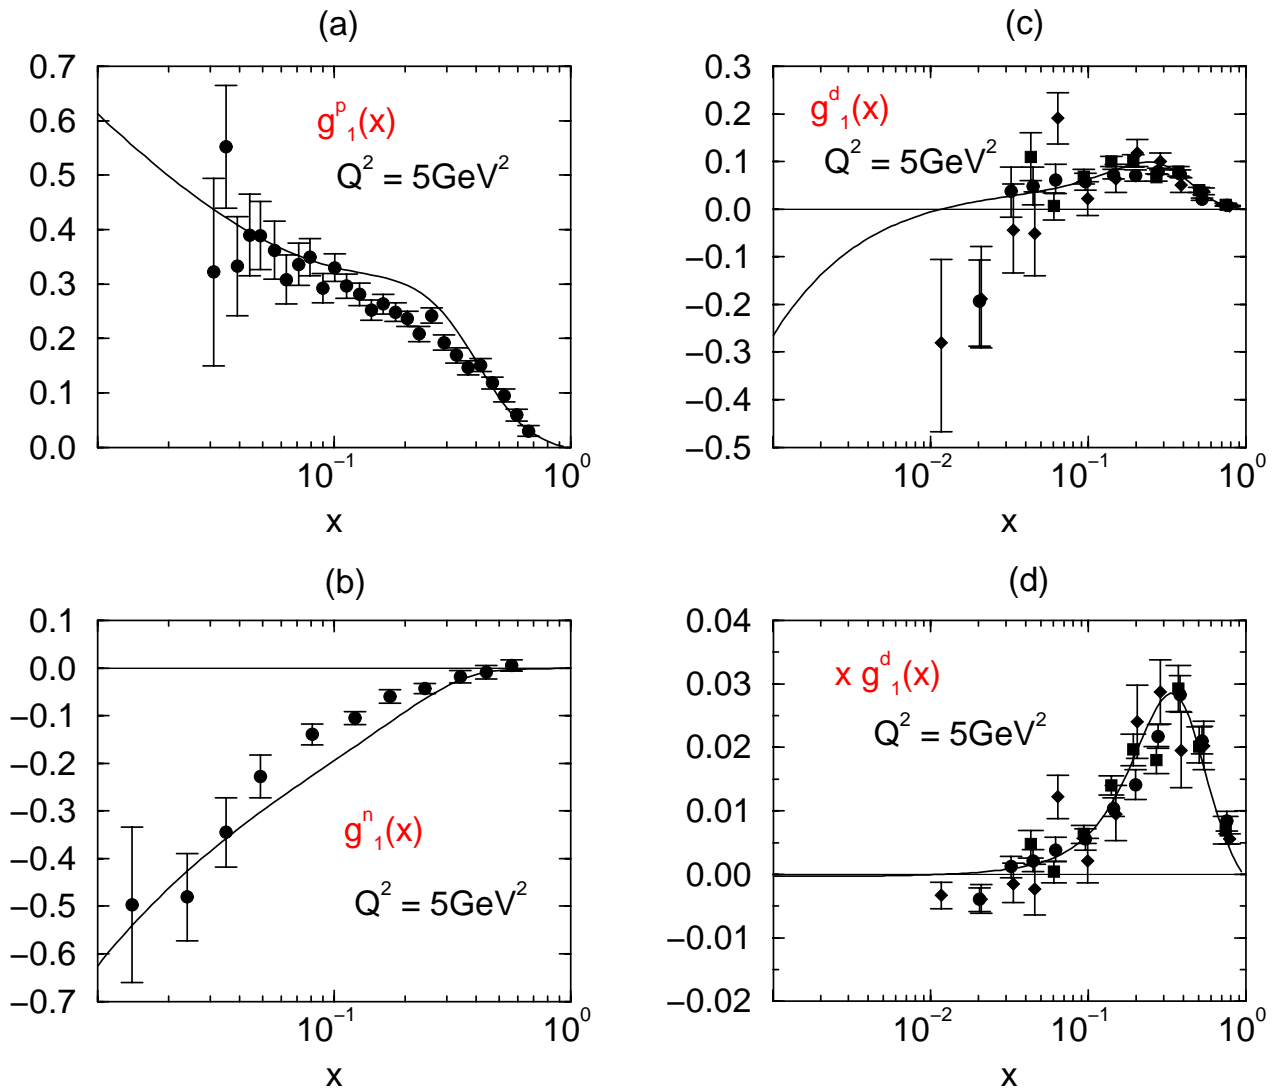 (a)
0.7
0.6
0.5
0.4
0.3
0.2
0.1
0.0
g^p_1(x)
Q^2 = 5GeV^2
10^-1
10^0
x
(c)
0.3
0.2
0.1
0.0
−0.1
−0.2
−0.3
−0.4
−0.5
g^d_1(x)
Q^2 = 5GeV^2
10^-2
10^-1
10^0
x
(b)
0.1
0.0
−0.1
−0.2
−0.3
−0.4
−0.5
−0.6
−0.7
g^n_1(x)
Q^2 = 5GeV^2
10^-1
10^0
x
(d)
0.04
0.03
0.02
0.01
0.00
−0.01
−0.02
x g^d_1(x)
Q^2 = 5GeV^2
10^-2
10^-1
10^0
x